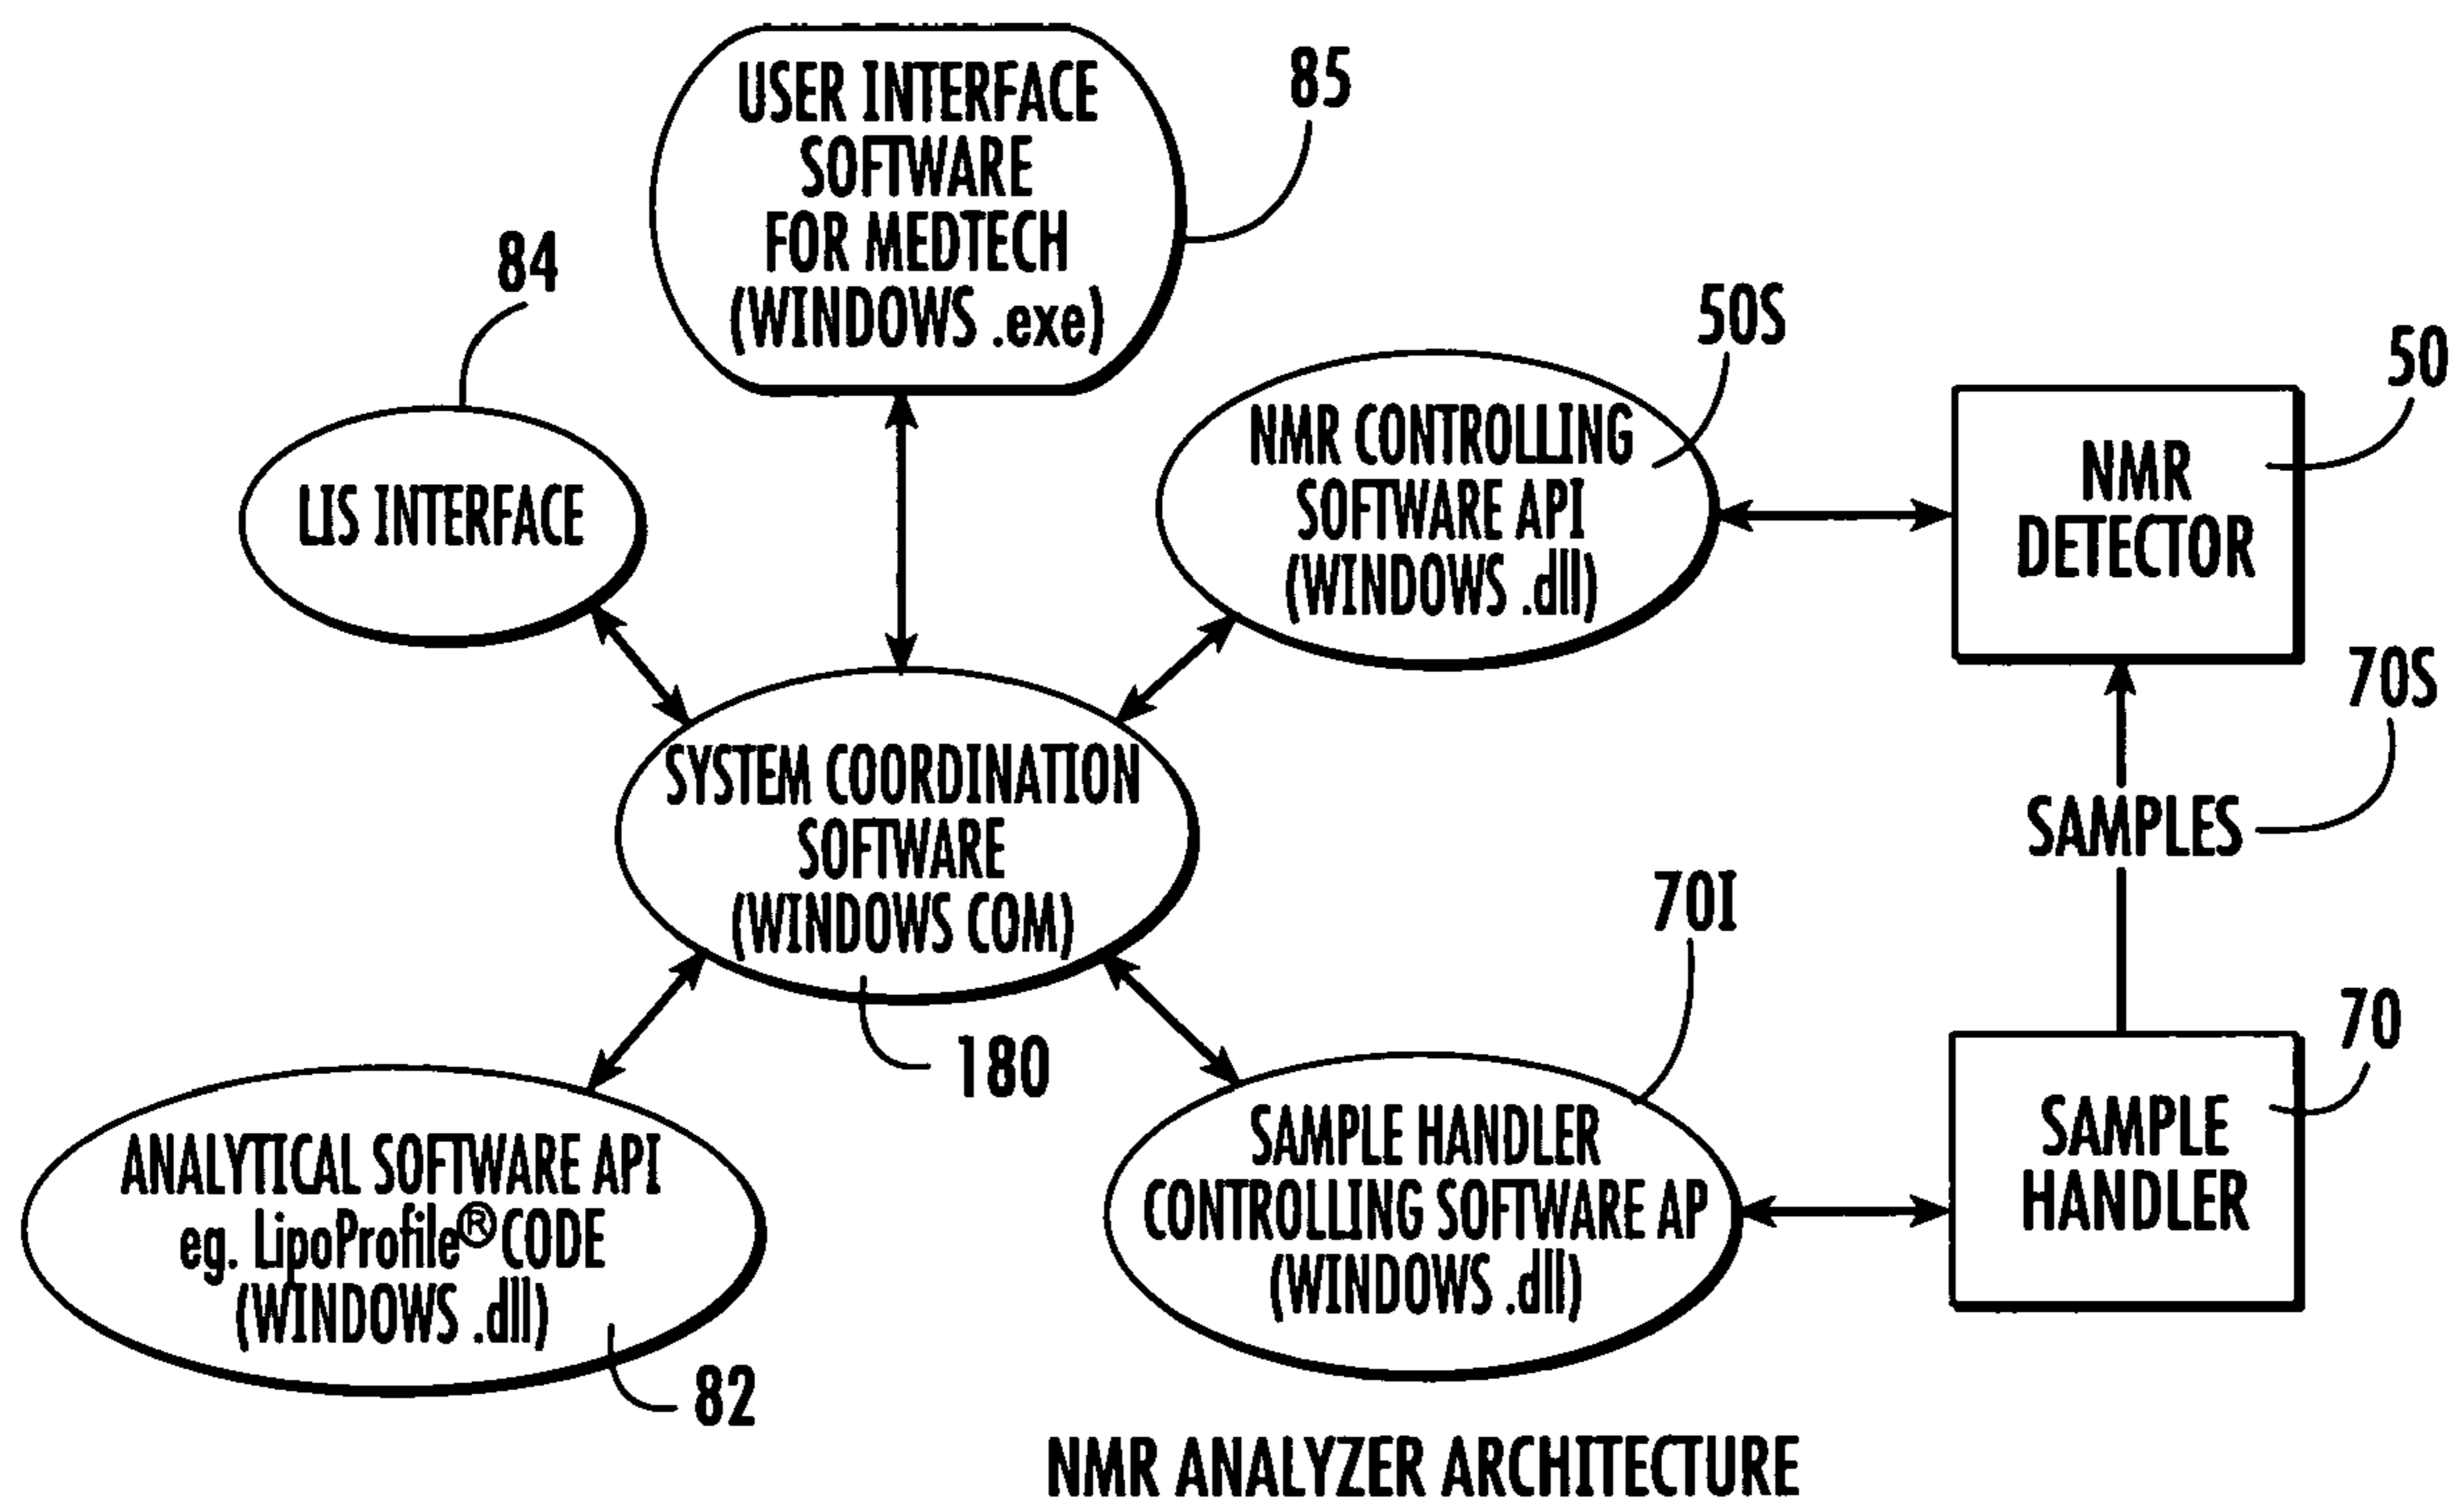 USER INTERFACE
SOFTWARE
FOR MEDTECH
(WINDOWS .exe)
85
84
LIS INTERFACE
50S
NMR CONTROLLING
SOFTWARE API
(WINDOWS .dll)
50
NMR
DETECTOR
70S
SAMPLES
SYSTEM COORDINATION
SOFTWARE
(WINDOWS COM)
180
70I
70
SAMPLE
HANDLER
ANALYTICAL SOFTWARE API
eg. LipoProfile® CODE
(WINDOWS .dll)
82
SAMPLE HANDLER
CONTROLLING SOFTWARE AP
(WINDOWS .dll)
NMR ANALYZER ARCHITECTURE